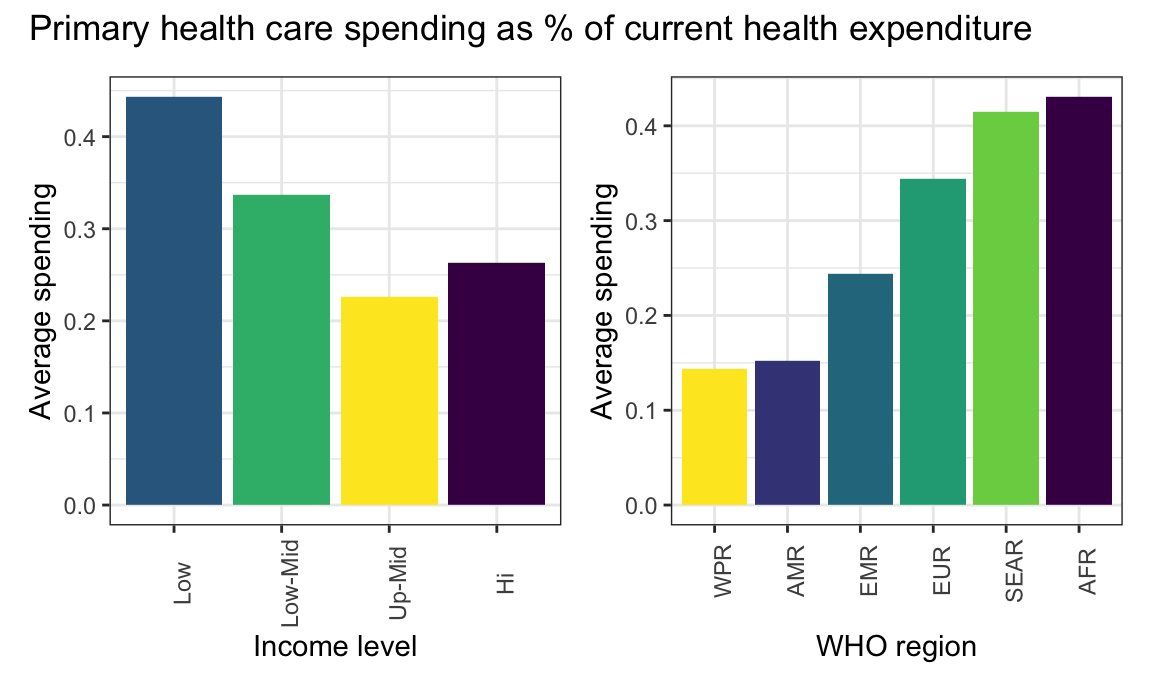 Primary health care spending as % of current health expenditure
Average spending
0.4
0.3
0.2
0.1
0.0
Low
Low-Mid
Up-Mid
Hi
Income level
Average spending
0.4
0.3
0.2
0.1
0.0
WPR
AMR
EMR
EUR
SEAR
AFR
WHO region